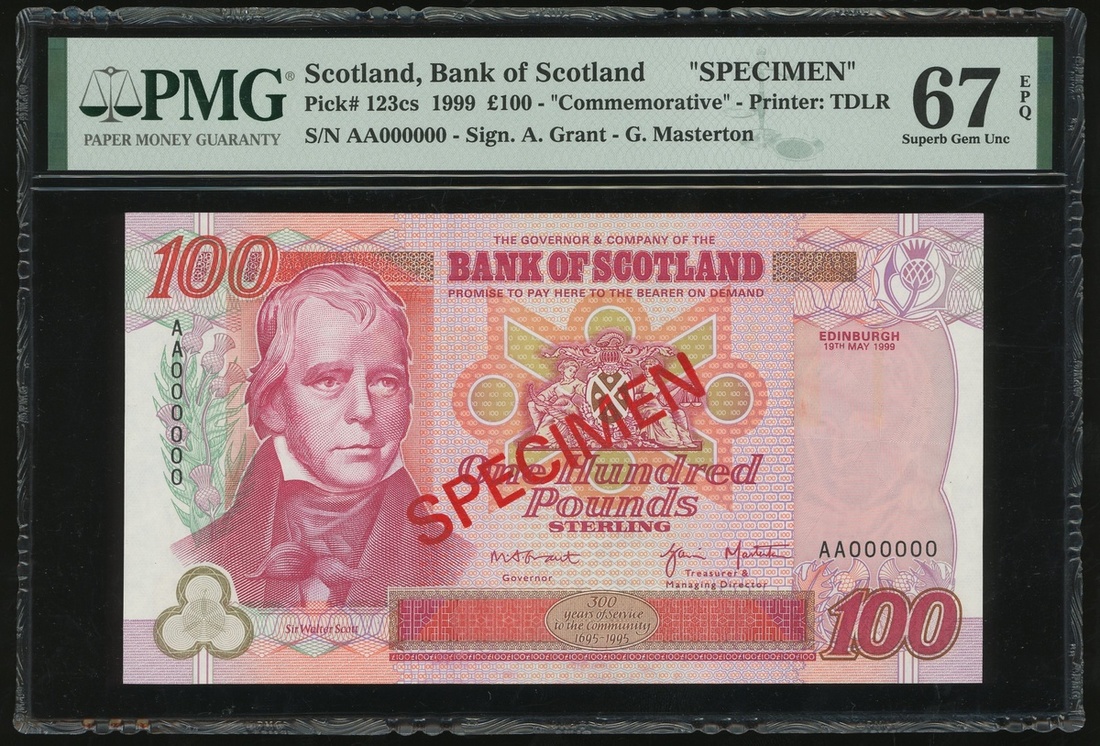 PMG®
PAPER MONEY GUARANTY
Scotland, Bank of Scotland "SPECIMEN"
Pick# 123cs 1999 £100 - "Commemorative" - Printer: TDLR
S/N AA000000 - Sign. A. Grant - G. Masterton
67
EPQ
Superb Gem Unc
100
THE GOVERNOR & COMPANY OF THE
BANK OF SCOTLAND
PROMISE TO PAY HERE TO THE BEARER ON DEMAND
EDINBURGH
19TH MAY 1999
AA000000
SPECIMEN
One Hundred
Pounds
STERLING
Governor
Treasurer &
Managing Director
AA000000
300
years of Service
to the Community
1695-1995
Sir Walter Scott
100